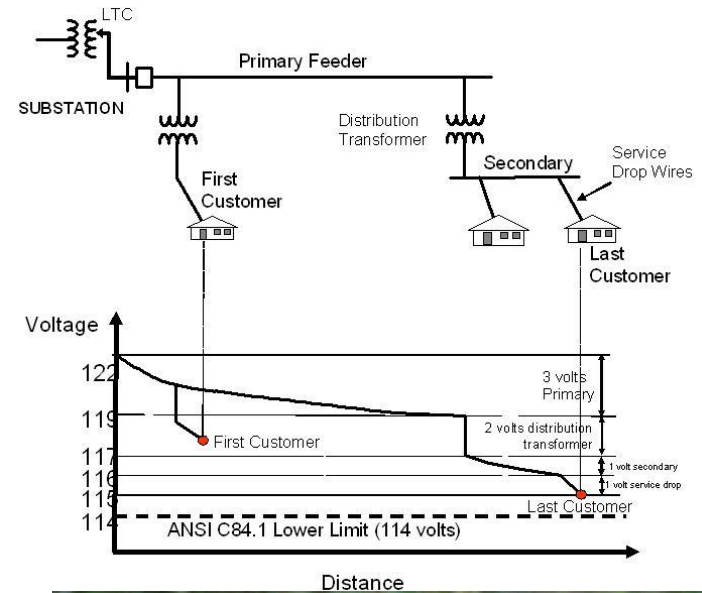 LTC
Primary Feeder
SUBSTATION
Distribution
Transformer
Secondary
Service
Drop Wires
First
Customer
Last
Customer
Voltage
122
3 volts
Primary
119
2 volts distribution
transformer
First Customer
117
1 volt secondary
116
1 volt service drop
115
Last Customer
114
ANSI C84.1 Lower Limit (114 volts)
Distance